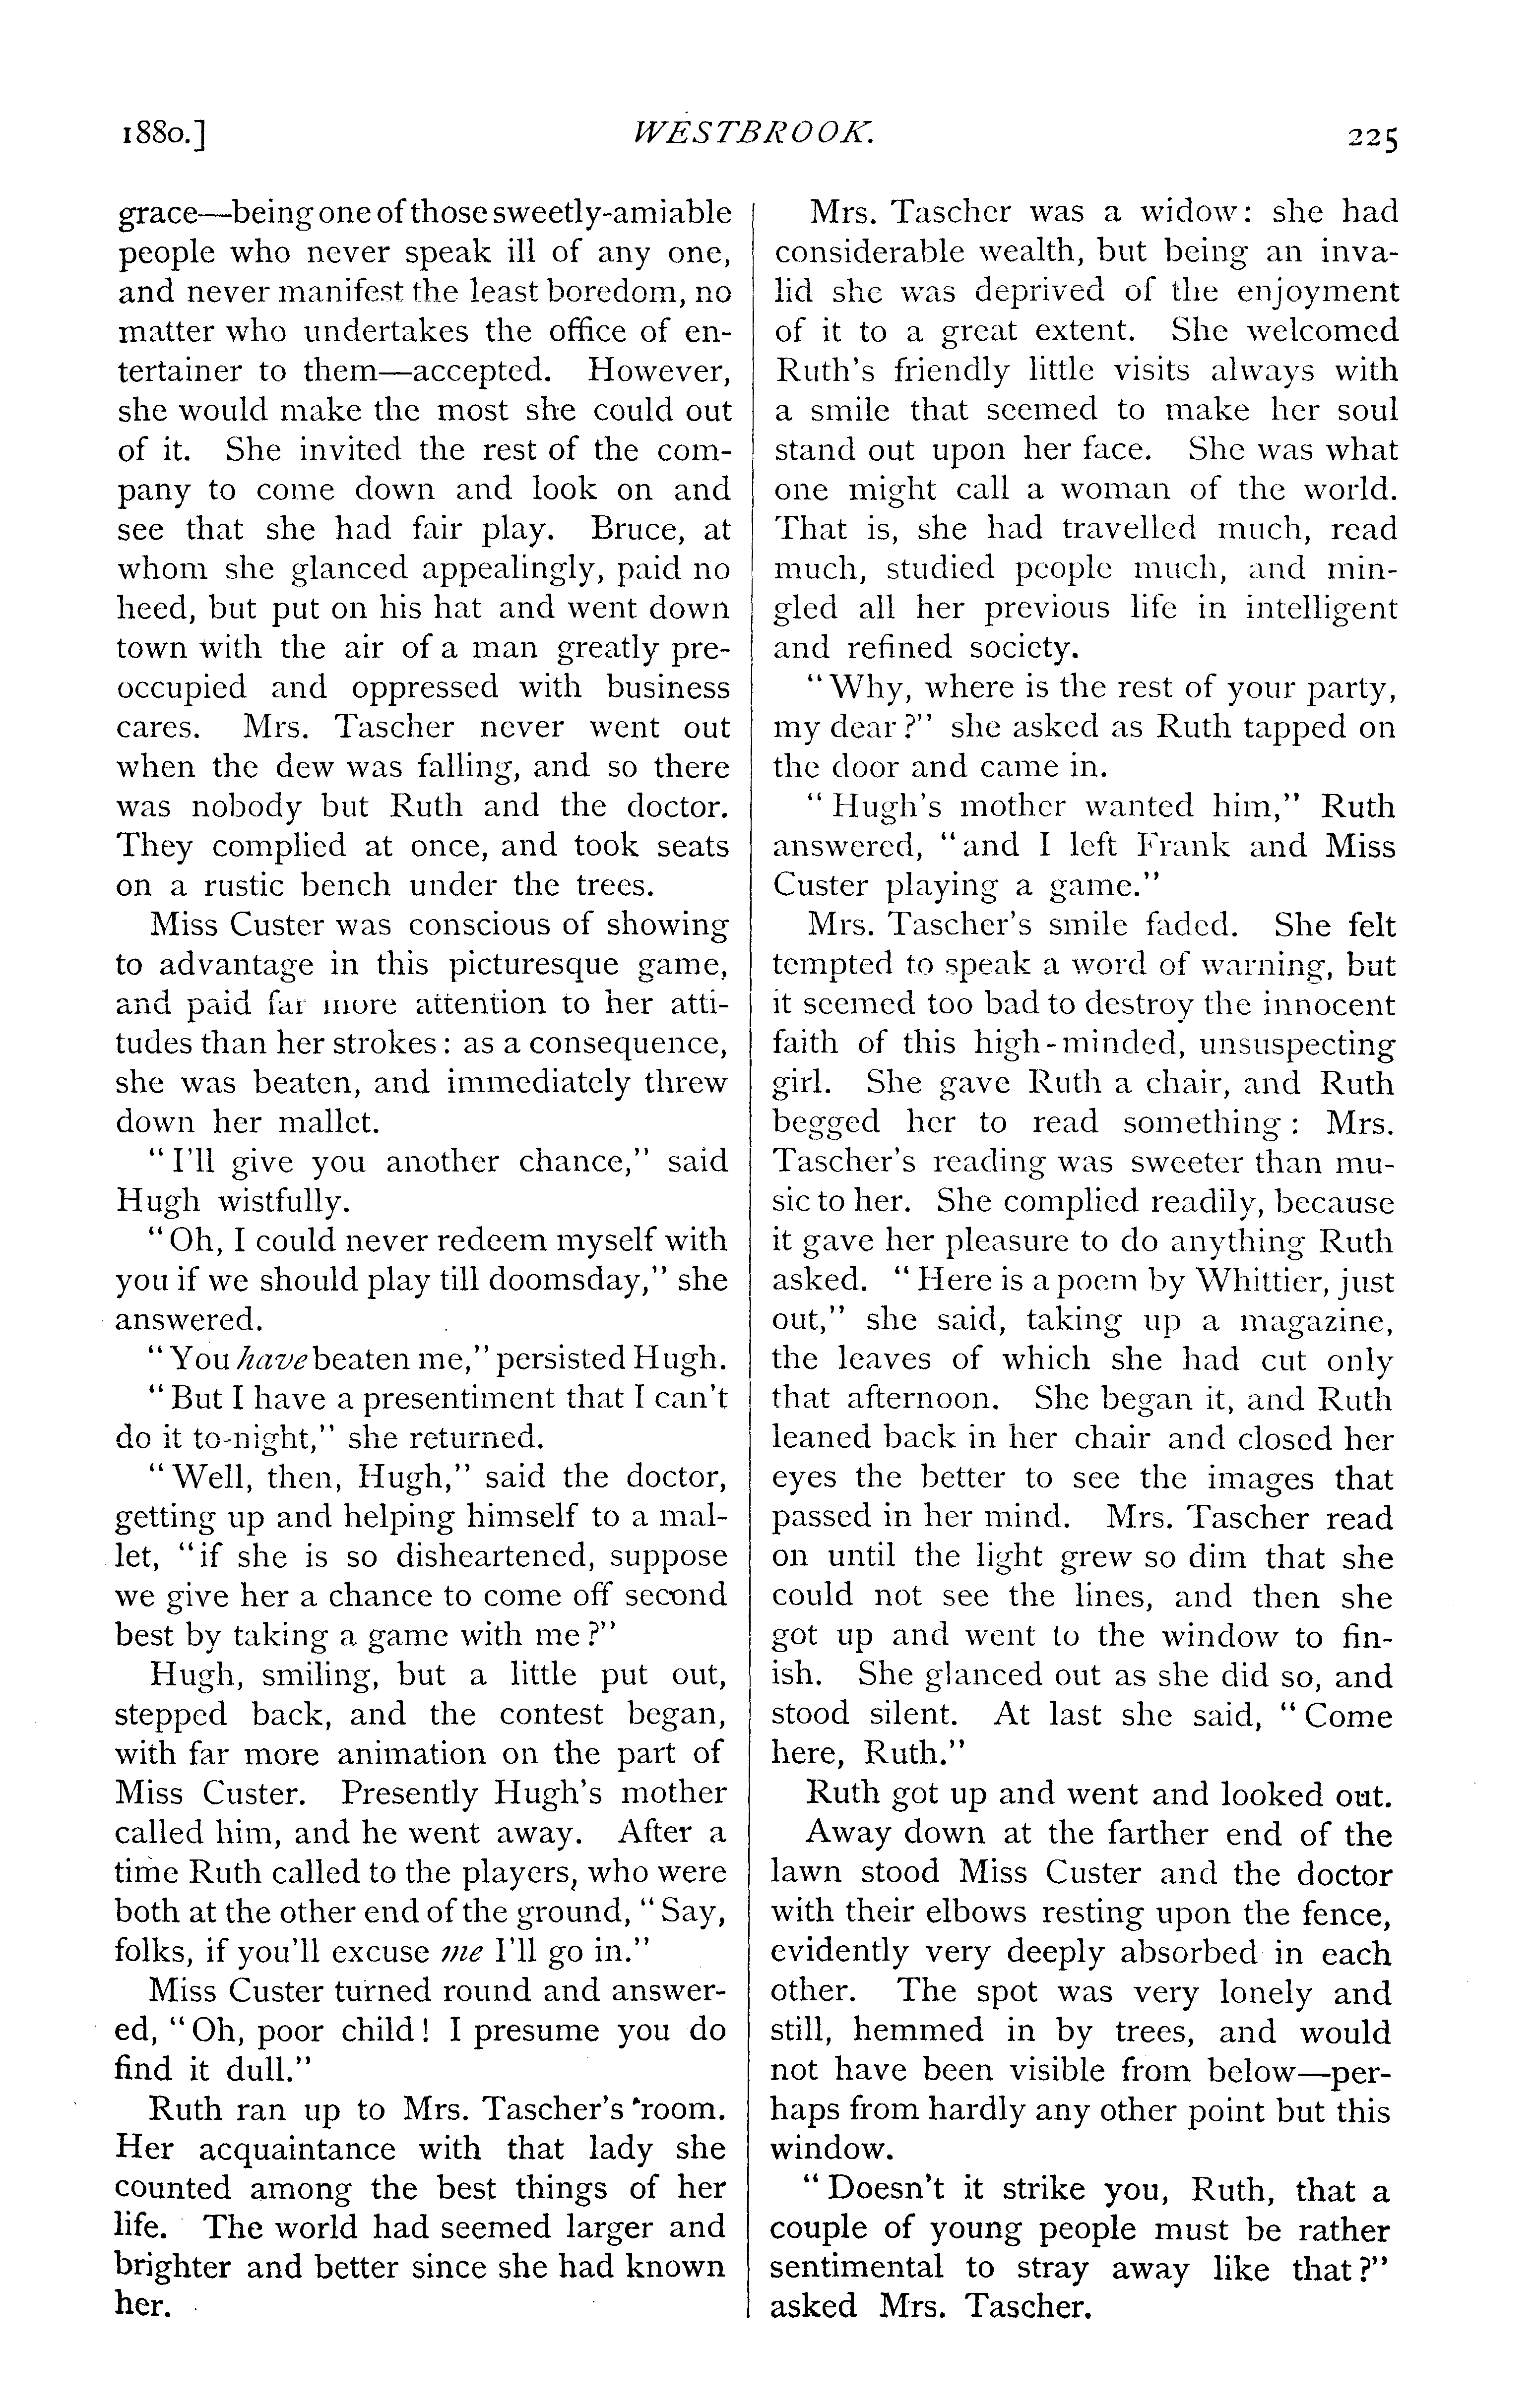 1880.] WESTBROOK. 225
grace—being one of those sweetly-amiable
people who never speak ill of any one,
and never manifest the least boredom, no
matter who undertakes the office of en-
tertainer to them—accepted. However,
she would make the most she could out
of it. She invited the rest of the com-
pany to come down and look on and
see that she had fair play. Bruce, at
whom she glanced appealingly, paid no
heed, but put on his hat and went down
town with the air of a man greatly pre-
occupied and oppressed with business
cares. Mrs. Tascher never went out
when the dew was falling, and so there
was nobody but Ruth and the doctor.
They complied at once, and took seats
on a rustic bench under the trees.
Miss Custer was conscious of showing
to advantage in this picturesque game,
and paid far more attention to her atti-
tudes than her strokes: as a consequence,
she was beaten, and immediately threw
down her mallet.
"I'll give you another chance," said
Hugh wistfully.
"Oh, I could never redeem myself with
you if we should play till doomsday," she
answered.
"You have beaten me," persisted Hugh.
"But I have a presentiment that I can't
do it to-night," she returned.
"Well, then, Hugh," said the doctor,
getting up and helping himself to a mal-
let, "if she is so disheartened, suppose
we give her a chance to come off second
best by taking a game with me?"
Hugh, smiling, but a little put out,
stepped back, and the contest began,
with far more animation on the part of
Miss Custer. Presently Hugh's mother
called him, and he went away. After a
time Ruth called to the players, who were
both at the other end of the ground, "Say,
folks, if you'll excuse me I'll go in."
Miss Custer turned round and answer-
ed, "Oh, poor child! I presume you do
find it dull."
Ruth ran up to Mrs. Tascher's room.
Her acquaintance with that lady she
counted among the best things of her
life. The world had seemed larger and
brighter and better since she had known
her.
Mrs. Tascher was a widow: she had
considerable wealth, but being an inva-
lid she was deprived of the enjoyment
of it to a great extent. She welcomed
Ruth's friendly little visits always with
a smile that seemed to make her soul
stand out upon her face. She was what
one might call a woman of the world.
That is, she had travelled much, read
much, studied people much, and min-
gled all her previous life in intelligent
and refined society.
"Why, where is the rest of your party,
my dear?" she asked as Ruth tapped on
the door and came in.
"Hugh's mother wanted him," Ruth
answered, "and I left Frank and Miss
Custer playing a game."
Mrs. Tascher's smile faded. She felt
tempted to speak a word of warning, but
it seemed too bad to destroy the innocent
faith of this high-minded, unsuspecting
girl. She gave Ruth a chair, and Ruth
begged her to read something: Mrs.
Tascher's reading was sweeter than mu-
sic to her. She complied readily, because
it gave her pleasure to do anything Ruth
asked. "Here is a poem by Whittier, just
out," she said, taking up a magazine,
the leaves of which she had cut only
that afternoon. She began it, and Ruth
leaned back in her chair and closed her
eyes the better to see the images that
passed in her mind. Mrs. Tascher read
on until the light grew so dim that she
could not see the lines, and then she
got up and went to the window to fin-
ish. She glanced out as she did so, and
stood silent. At last she said, "Come
here, Ruth."
Ruth got up and went and looked out.
Away down at the farther end of the
lawn stood Miss Custer and the doctor
with their elbows resting upon the fence,
evidently very deeply absorbed in each
other. The spot was very lonely and
still, hemmed in by trees, and would
not have been visible from below—per-
haps from hardly any other point but this
window.
"Doesn't it strike you, Ruth, that a
couple of young people must be rather
sentimental to stray away like that?"
asked Mrs. Tascher.